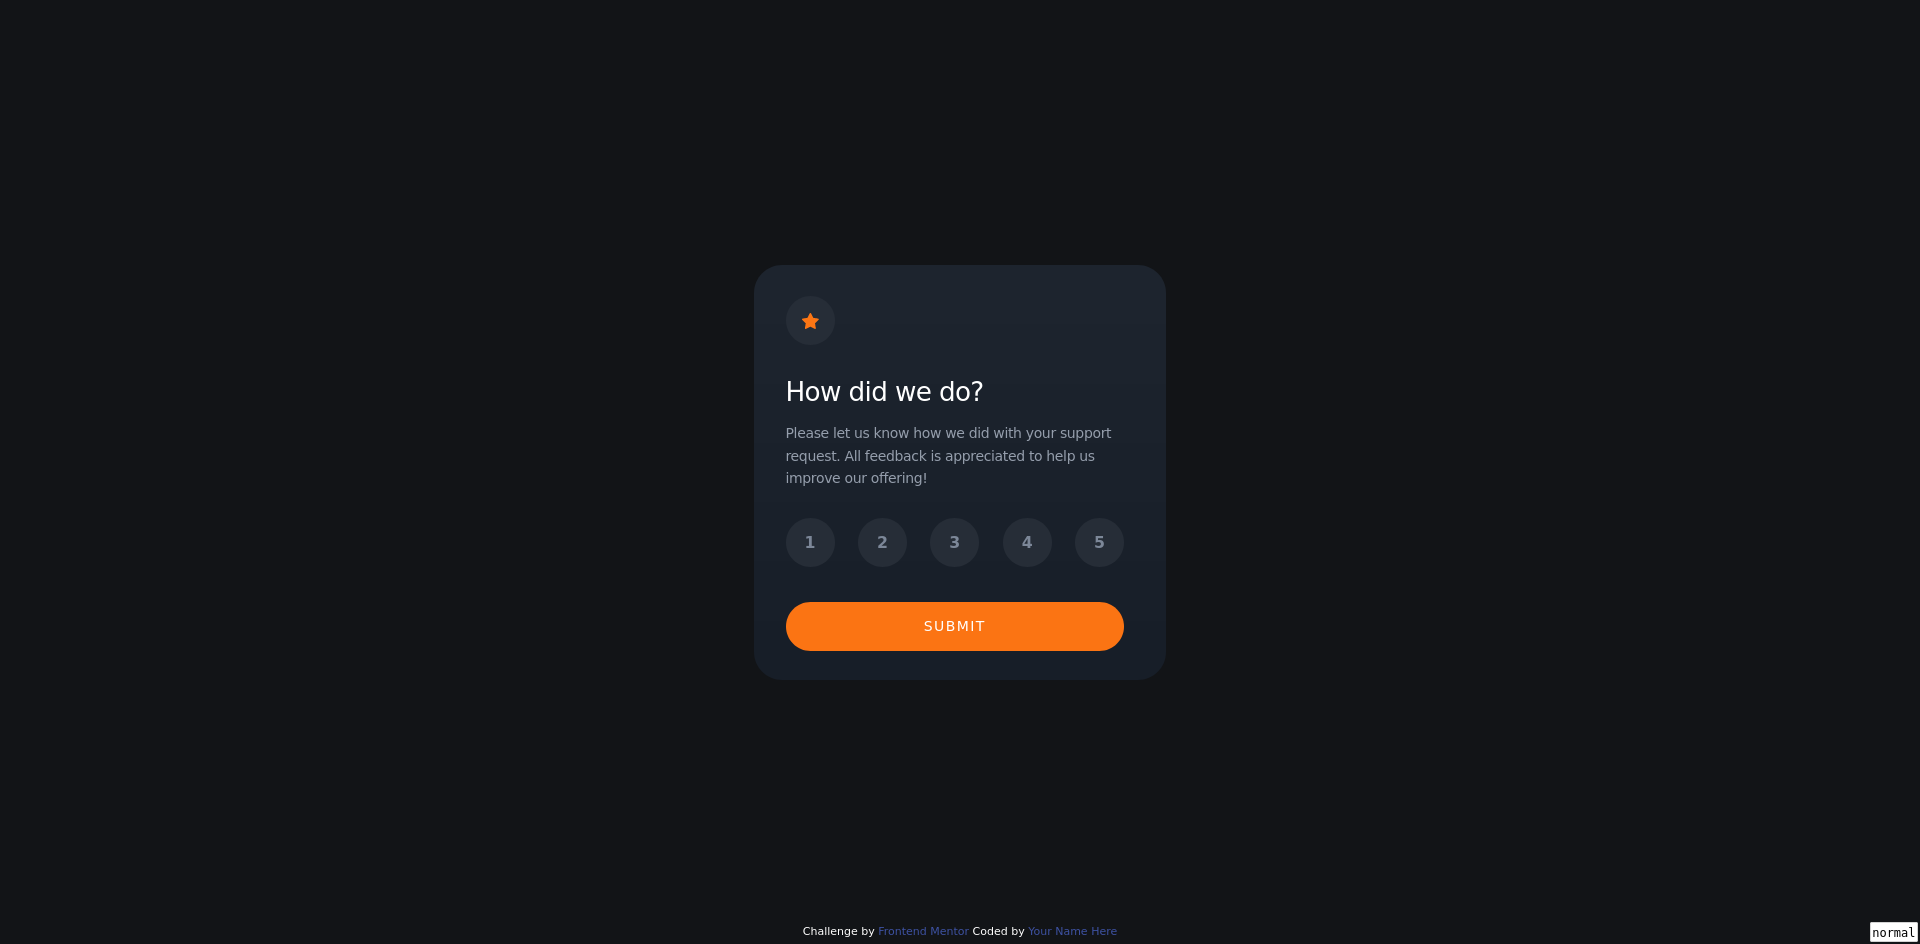 How did we do?
Please let us know how we did with your support
request. All feedback is appreciated to help us
improve our offering!
1 2 3 4 5
SUBMIT
Challenge by Frontend Mentor Coded by Your Name Here
normal